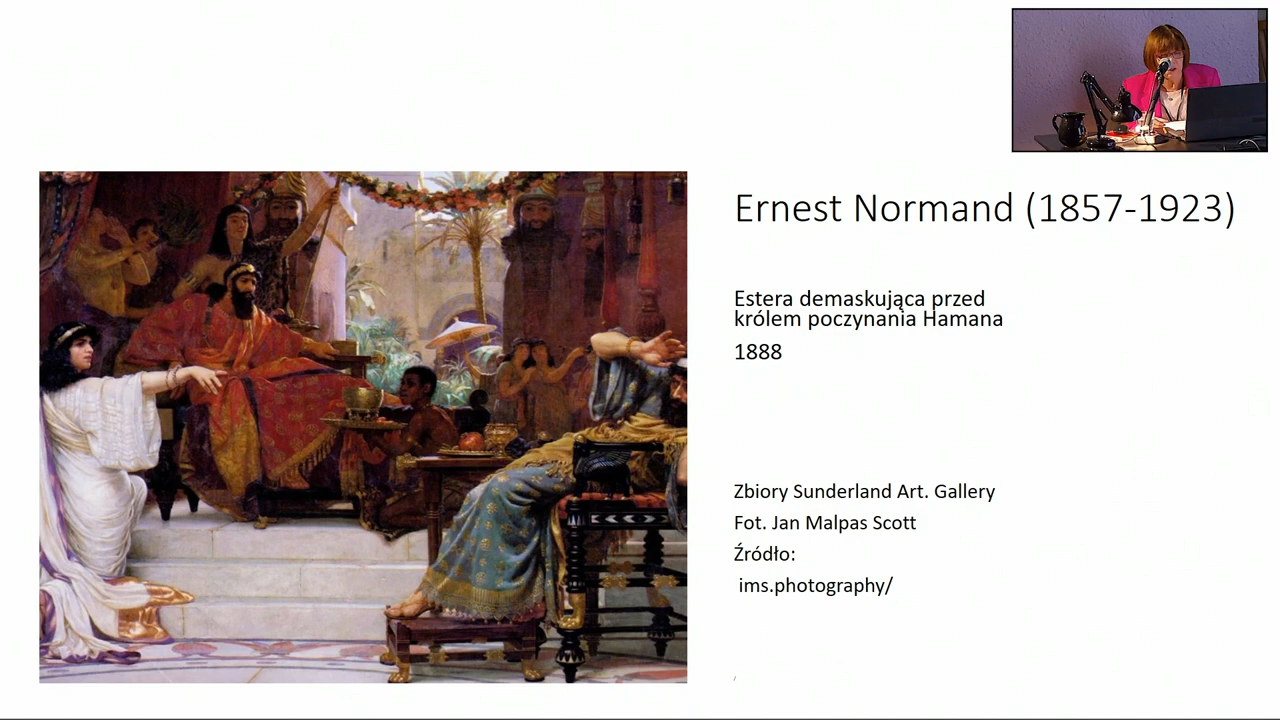 Ernest Normand (1857-1923)
Estera demaskująca przed
królem poczynania Hamana
1888
Zbiory Sunderland Art. Gallery
Fot. Jan Malpas Scott
Źródło:
ims.photography/
/